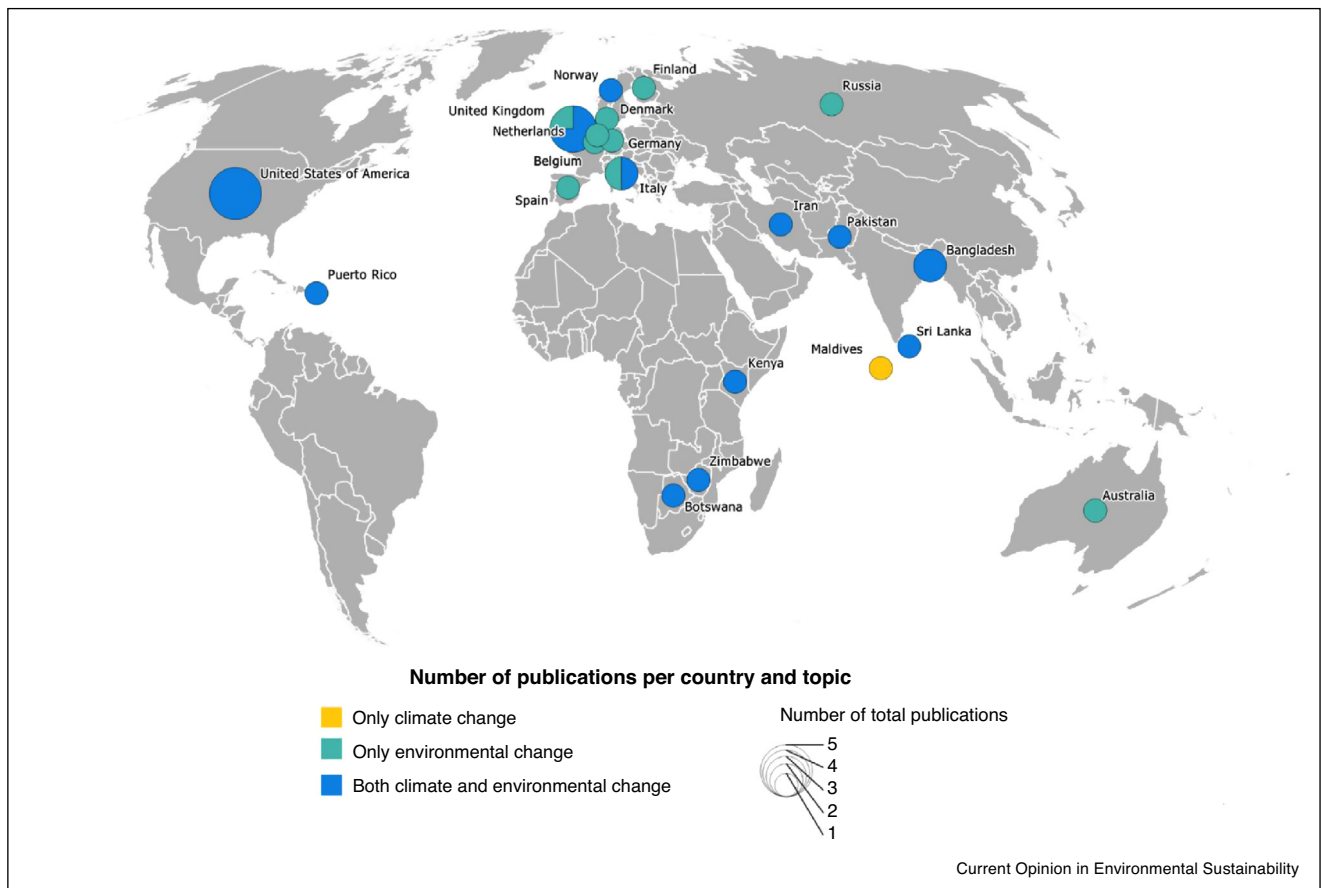 Norway
Finland
Russia
United Kingdom
Denmark
Netherlands
Germany
Belgium
United States of America
Italy
Spain
Iran
Pakistan
Bangladesh
Puerto Rico
Sri Lanka
Maldives
Kenya
Zimbabwe
Botswana
Australia
Number of publications per country and topic
Only climate change
Only environmental change
Both climate and environmental change
Number of total publications
5
4
3
2
1
Current Opinion in Environmental Sustainability